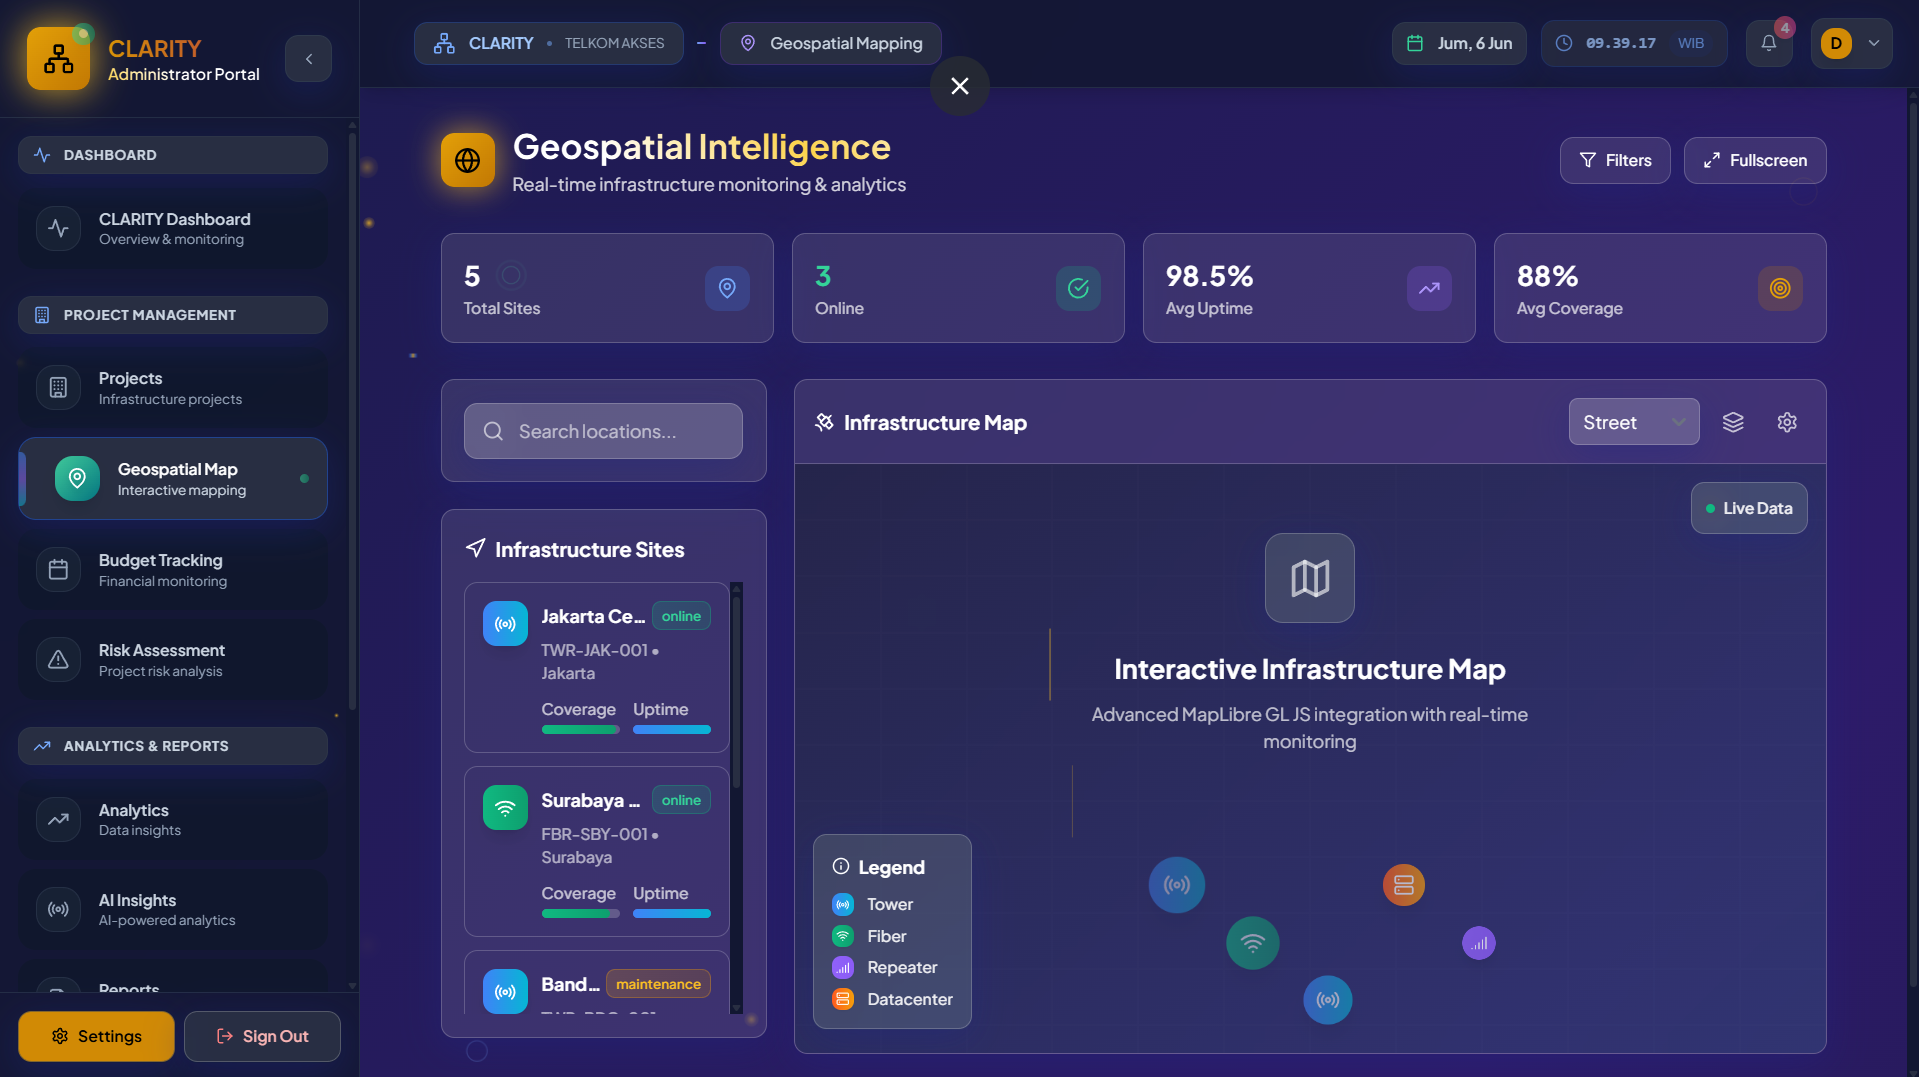 CLARITY
Administrator Portal
CLARITY • TELKOM AKSES
Geospatial Mapping
Jum, 6 Jun
09.39.17 WIB
4
D
DASHBOARD
CLARITY Dashboard
Overview & monitoring
PROJECT MANAGEMENT
Projects
Infrastructure projects
Geospatial Map
Interactive mapping
Budget Tracking
Financial monitoring
Risk Assessment
Project risk analysis
ANALYTICS & REPORTS
Analytics
Data insights
AI Insights
AI-powered analytics
Reports
Settings
Sign Out
Geospatial Intelligence
Real-time infrastructure monitoring & analytics
Filters
Fullscreen
5
Total Sites
3
Online
98.5%
Avg Uptime
88%
Avg Coverage
Search locations...
Infrastructure Sites
Jakarta Ce... online
TWR-JAK-001 •
Jakarta
Coverage Uptime
Surabaya ... online
FBR-SBY-001 •
Surabaya
Coverage Uptime
Band... maintenance
Infrastructure Map
Street
Live Data
Interactive Infrastructure Map
Advanced MapLibre GL JS integration with real-time
monitoring
Legend
Tower
Fiber
Repeater
Datacenter